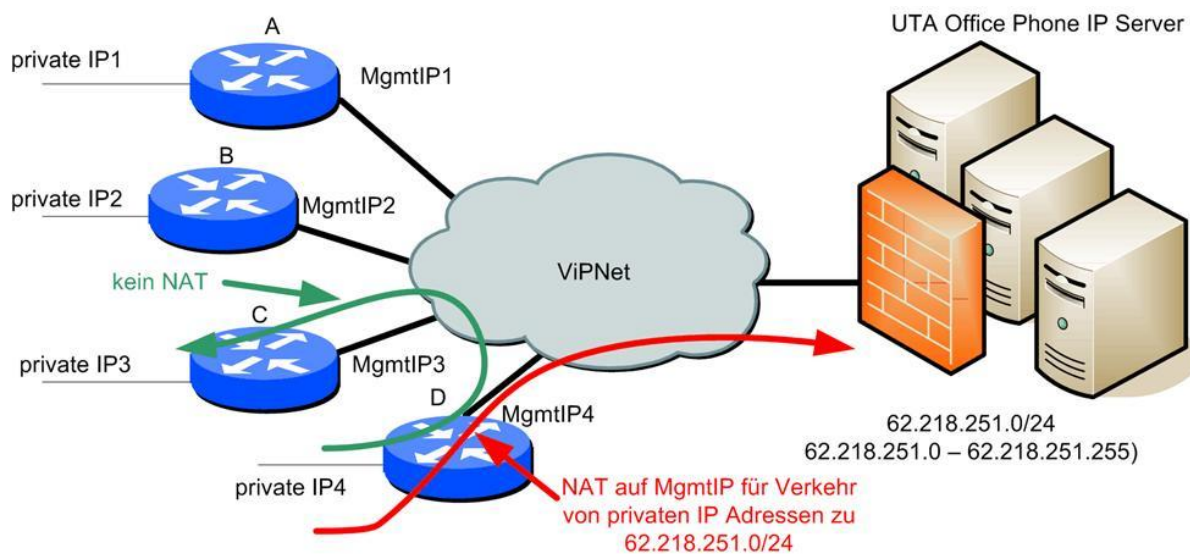 UTA Office Phone IP Server
A
private IP1
MgmtIP1
B
private IP2
MgmtIP2
kein NAT
ViPNet
C
private IP3
MgmtIP3
D
MgmtIP4
private IP4
62.218.251.0/24
62.218.251.0 – 62.218.251.255)
NAT auf MgmtIP für Verkehr
von privaten IP Adressen zu
62.218.251.0/24